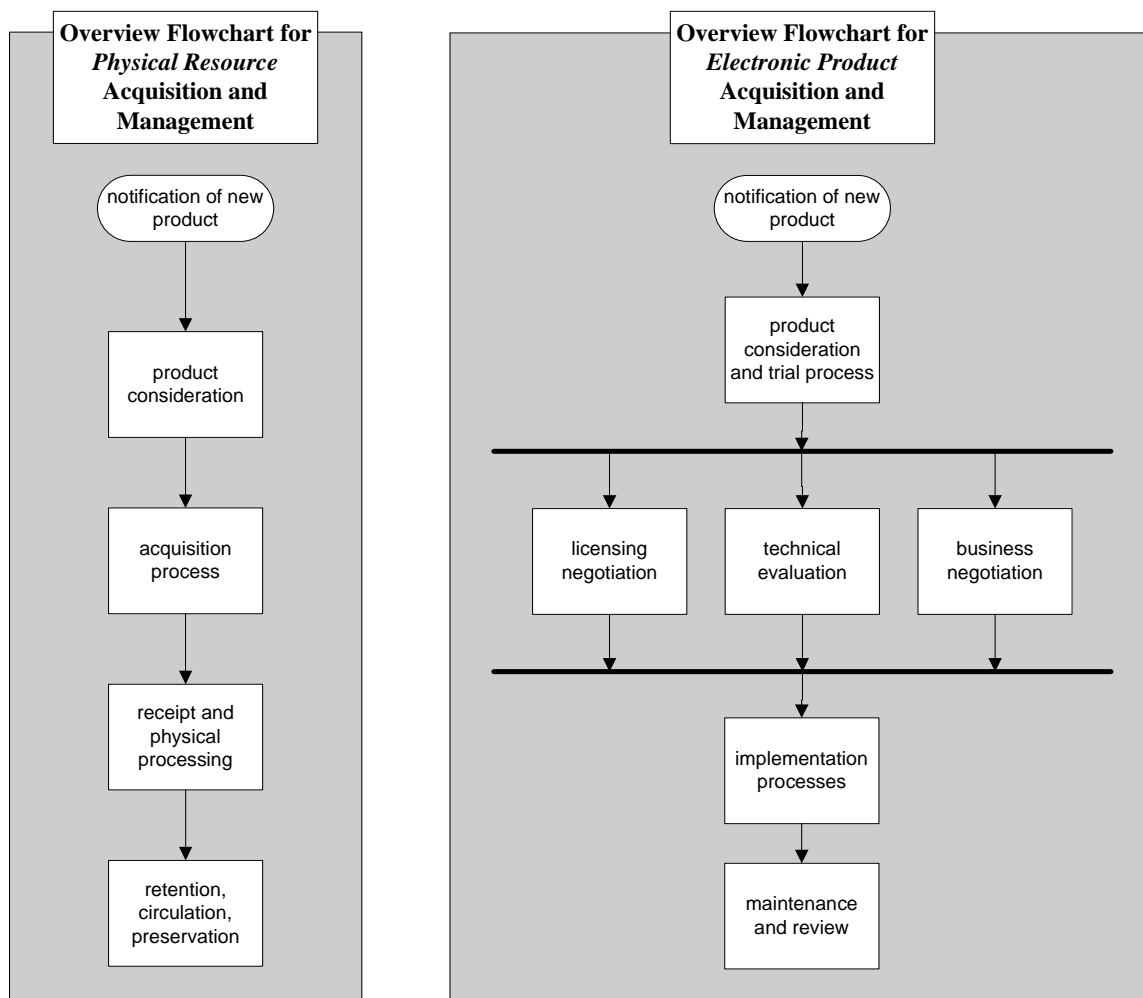 Overview Flowchart for
Physical Resource
Acquisition and
Management
notification of new
product
product
consideration
acquisition
process
receipt and
physical
processing
retention,
circulation,
preservation
Overview Flowchart for
Electronic Product
Acquisition and
Management
notification of new
product
product
consideration
and trial process
licensing
negotiation
technical
evaluation
business
negotiation
implementation
processes
maintenance
and review